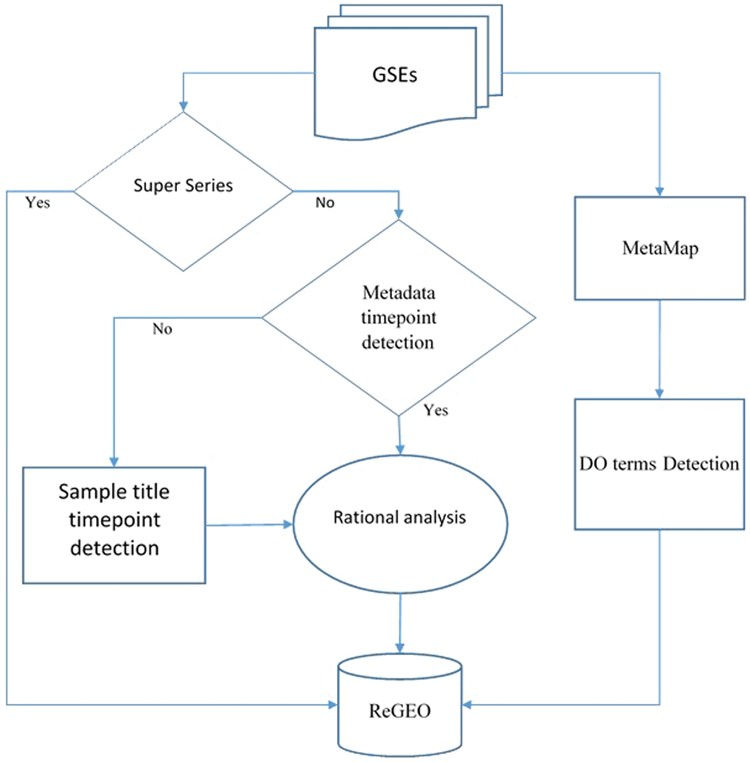 GSEs
Super Series
Yes
No
MetaMap
Metadada
timepoint
detection
No
Yes
DO terms Detection
Sample title
timepoint
detection
Rational analysis
ReGEO